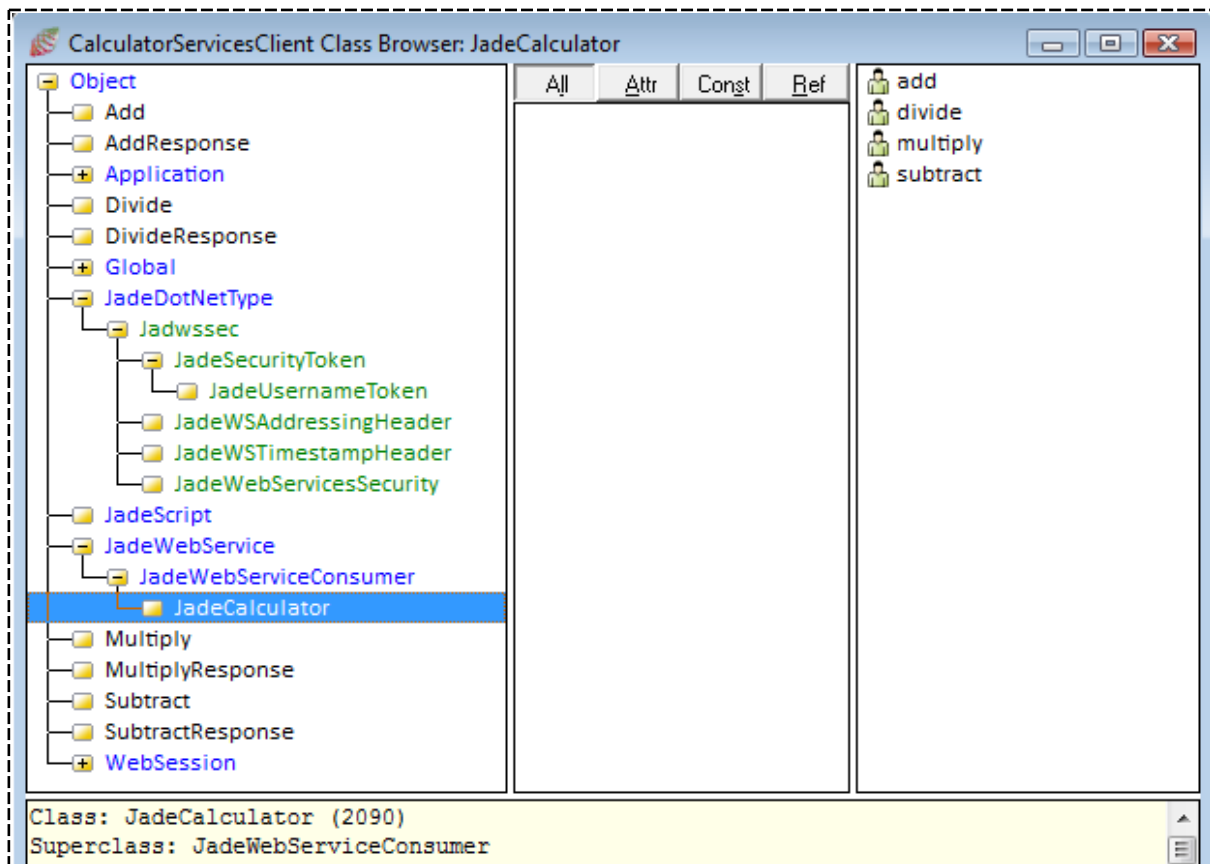 CalculatorServicesClient Class Browser: JadeCalculator
Object
Add
AddResponse
Application
Divide
DivideResponse
Global
JadeDotNetType
Jadwssec
JadeSecurityToken
JadeUsernameToken
JadeWSAddressingHeader
JadeWSTimestampHeader
JadeWebServicesSecurity
JadeScript
JadeWebService
JadeWebServiceConsumer
JadeCalculator
Multiply
MultiplyResponse
Subtract
SubtractResponse
WebSession
All Attr Const Ref
add
divide
multiply
subtract
Class: JadeCalculator (2090)
Superclass: JadeWebServiceConsumer